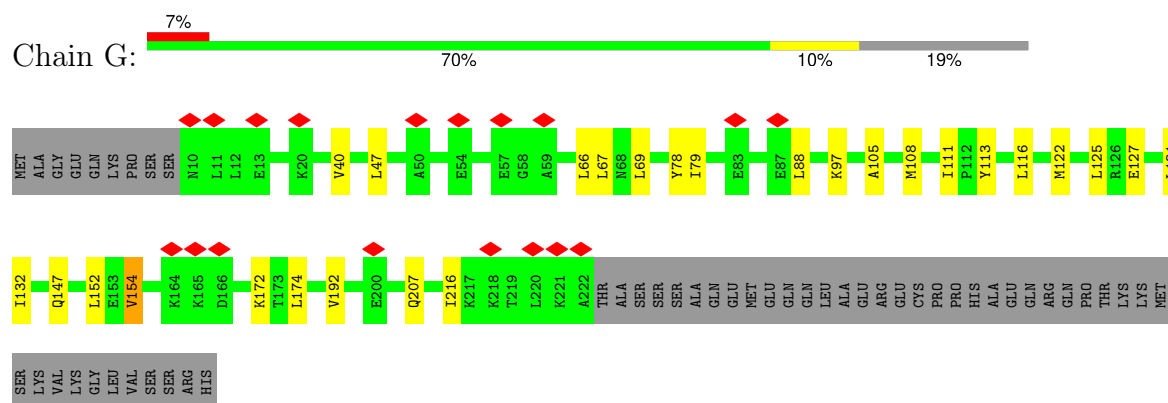 7%
Chain G:
70% 10% 19%
MET ALA GLY GLU GLN LYS PRO SER SER N10 L11 L12 E13 K20 V40 L47 A50 E54 E57 G58 A59 L66 L67 N68 L69 Y78 I79 E83 E87 L88 K97 A105 M108 I111 P112 Y113 L116 M122 L125 R126 E127
I132 Q147 L152 E153 V154 K164 K165 D166 K172 T173 L174 V192 E200 Q207 I216 K217 K218 T219 L220 K221 A222 THR ALA SER SER SER ALA GLN GLU MET GLU GLN GLN LEU ALA GLU ARG GLU CYS PRO PRO HIS ALA GLU GLN ARG GLN PRO THR LYS LYS MET
SER LYS VAL LYS GLY LEU VAL SER SER ARG HIS